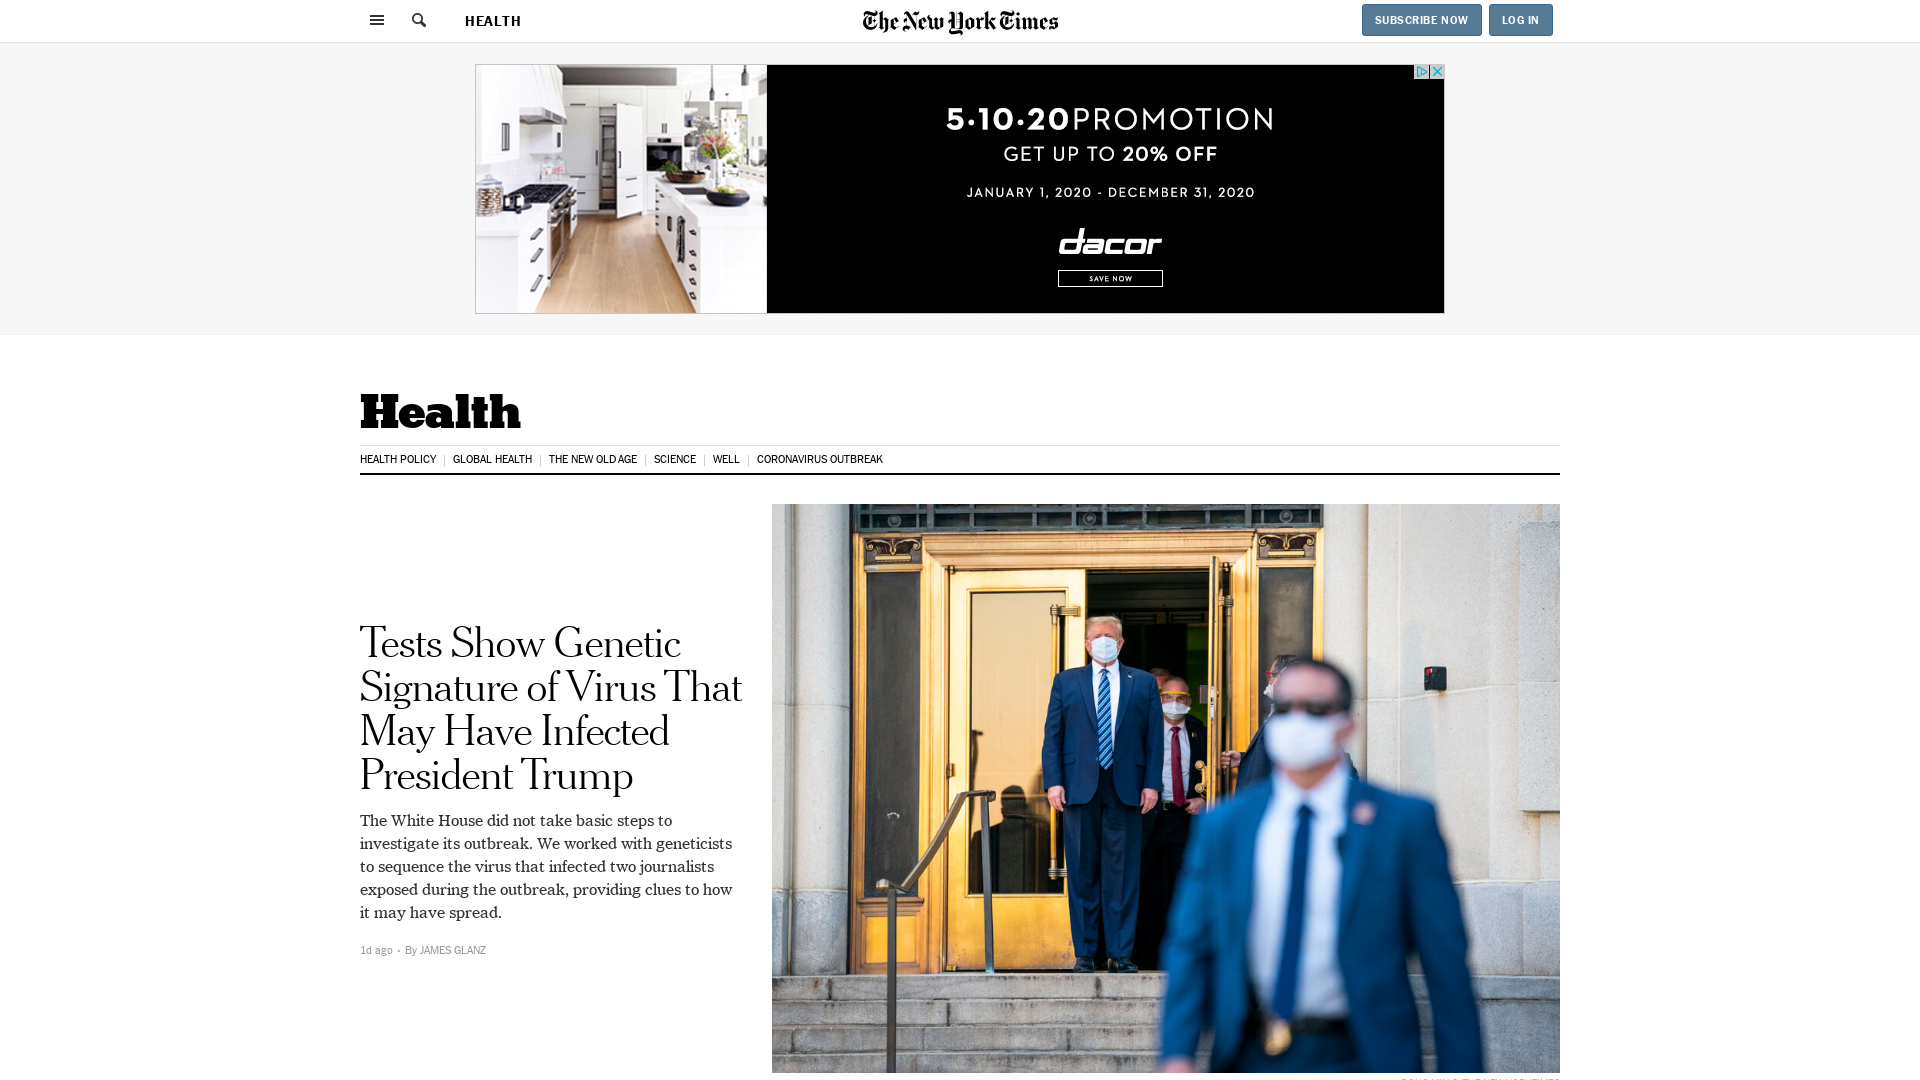 HEALTH
The New York Times
SUBSCRIBE NOW
LOG IN
5·10·20 PROMOTION
GET UP TO 20% OFF
JANUARY 1, 2020 - DECEMBER 31, 2020
dacor
SAVE NOW
Health
HEALTH POLICY
GLOBAL HEALTH
THE NEW OLD AGE
SCIENCE
WELL
CORONAVIRUS OUTBREAK
Tests Show Genetic
Signature of Virus That
May Have Infected
President Trump
The White House did not take basic steps to
investigate its outbreak. We worked with geneticists
to sequence the virus that infected two journalists
exposed during the outbreak, providing clues to how
it may have spread.
1d ago · By JAMES GLANZ